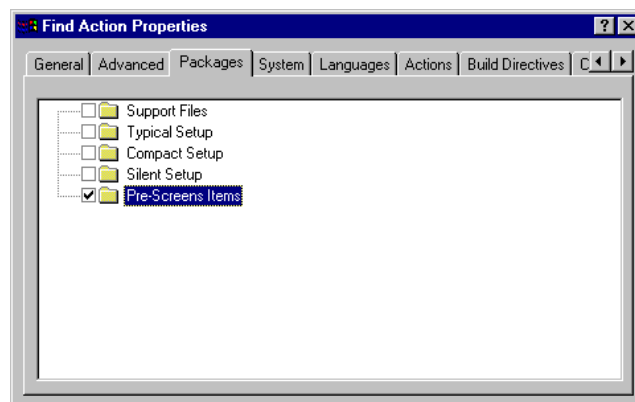 Find Action Properties
General Advanced Packages System Languages Actions Build Directives C
Support Files
Typical Setup
Compact Setup
Silent Setup
Pre-Screens Items